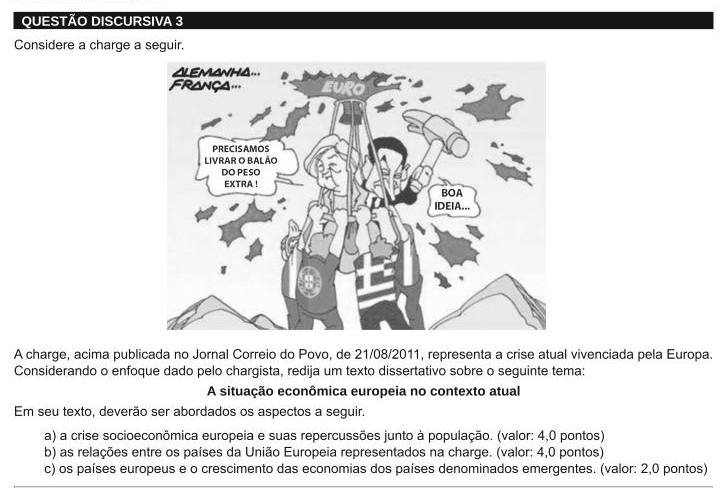 QUESTÃO DISCURSIVA 3
Considere a charge a seguir.
ALEMANHA...
FRANÇA...
EURO
PRECISAMOS
LIVRAR O BALÃO
DO PESO
EXTRA !
BOA
IDEIA...
A charge, acima publicada no Jornal Correio do Povo, de 21/08/2011, representa a crise atual vivenciada pela Europa.
Considerando o enfoque dado pelo chargista, redija um texto dissertativo sobre o seguinte tema:
A situação econômica europeia no contexto atual
Em seu texto, deverão ser abordados os aspectos a seguir.
a) a crise socioeconômica europeia e suas repercussões junto à população. (valor: 4,0 pontos)
b) as relações entre os países da União Europeia representados na charge. (valor: 4,0 pontos)
c) os países europeus e o crescimento das economias dos países denominados emergentes. (valor: 2,0 pontos)